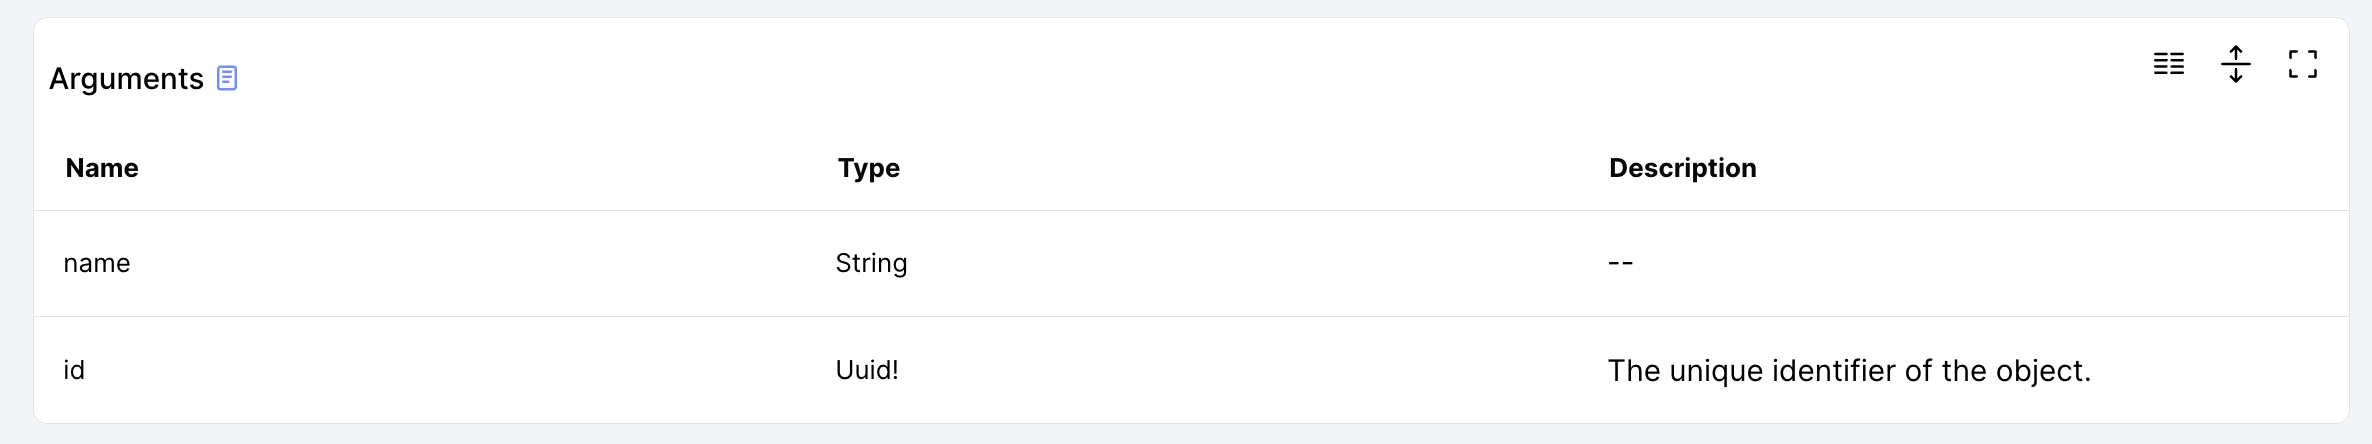 Arguments
Name Type Description
name String --
id Uuid! The unique identifier of the object.